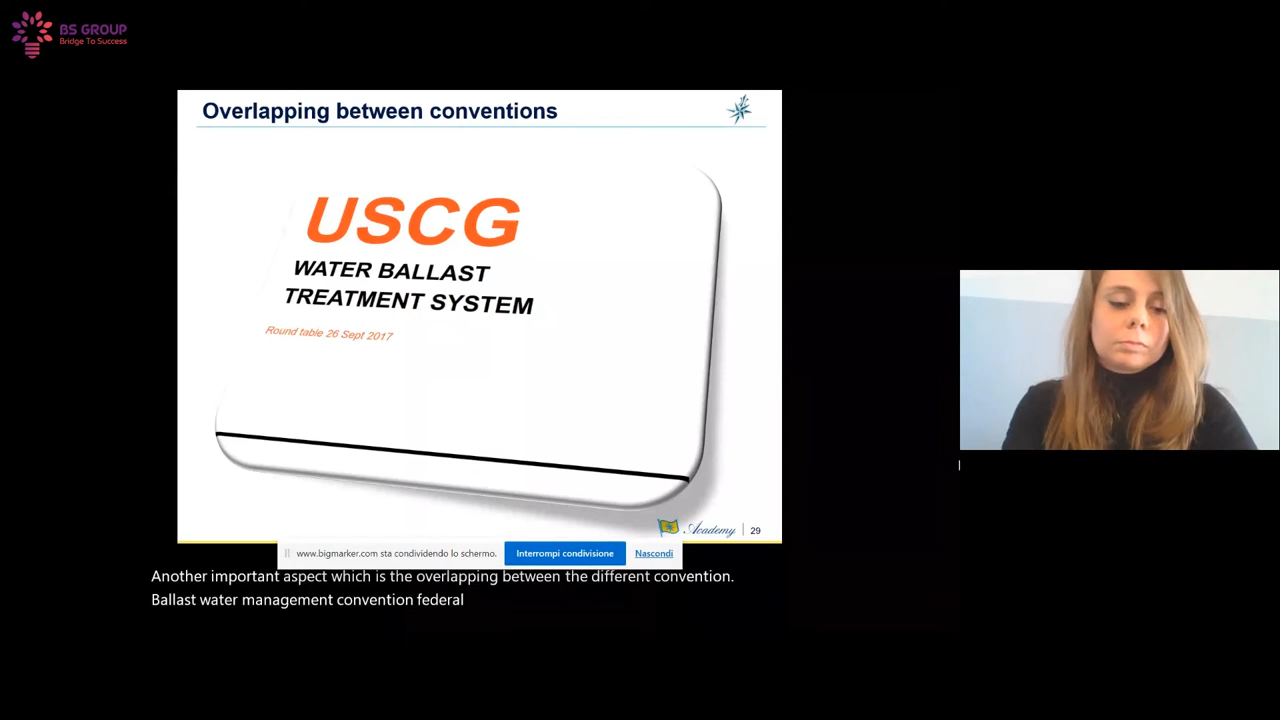 BS GROUP
Bridge To Success
Overlapping between conventions
USCG
WATER BALLAST
TREATMENT SYSTEM
Round table 26 Sept 2017
Academy
29
www.bigmarker.com sta condividendo lo schermo.
Interrompi condivisione
Nascondi
Another important aspect which is the overlapping between the different convention.
Ballast water management convention federal